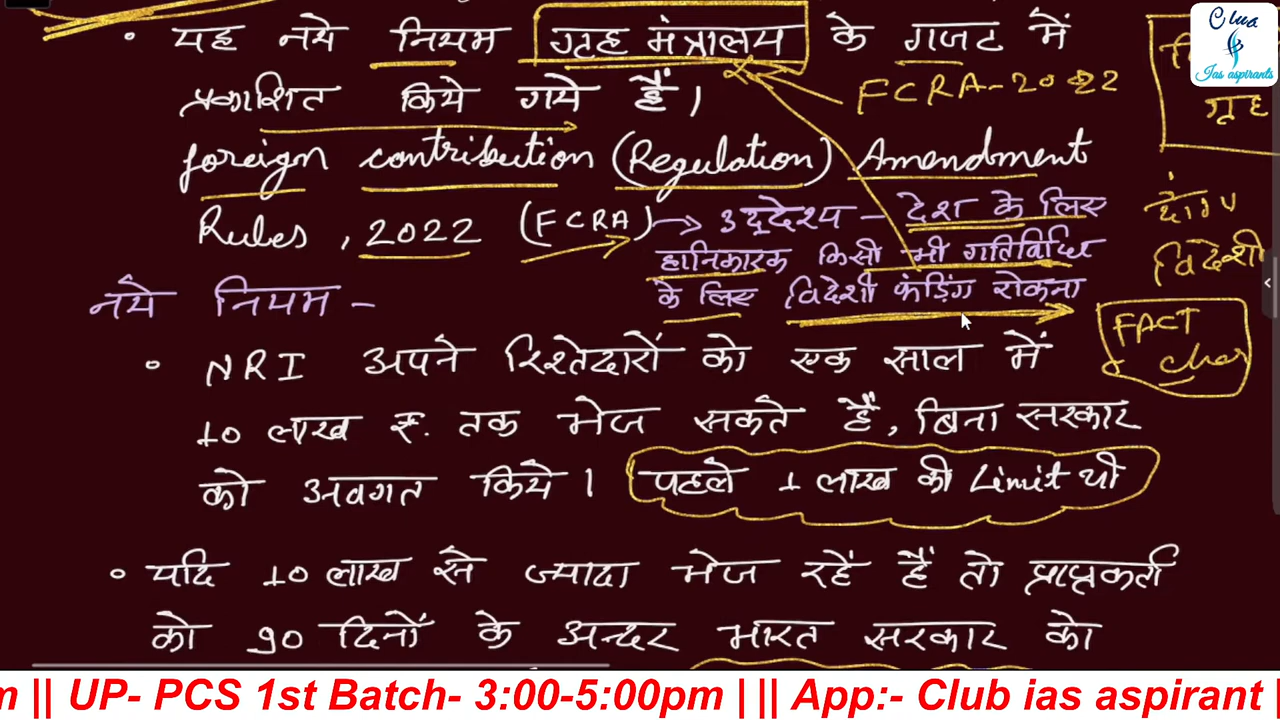 Club
Ias aspirants
• यह नये नियम गृह मंत्रालय के गजट में
प्रकाशित किये गये हैं।
FCRA-2022
गृह
foreign contribution (Regulation) Amendment
Rules, 2022 (FCRA) → उद्देश्य - देश के लिए
हानिकारक किसी भी गतिविधि
के लिए विदेशी फंडिंग रोकना
विदेशी
नये नियम -
FACT
• NRI अपने रिश्तेदारों को एक साल में
10 लाख रु. तक भेज सकते हैं, बिना सरकार
को अवगत किये। पहले 1 लाख की Limit थी
• यदि 10 लाख से ज्यादा भेज रहें हैं तो प्राप्तकर्ता
को 90 दिनों के अन्दर भारत सरकार को
m || UP- PCS 1st Batch- 3:00-5:00pm | || App:- Club ias aspirant |